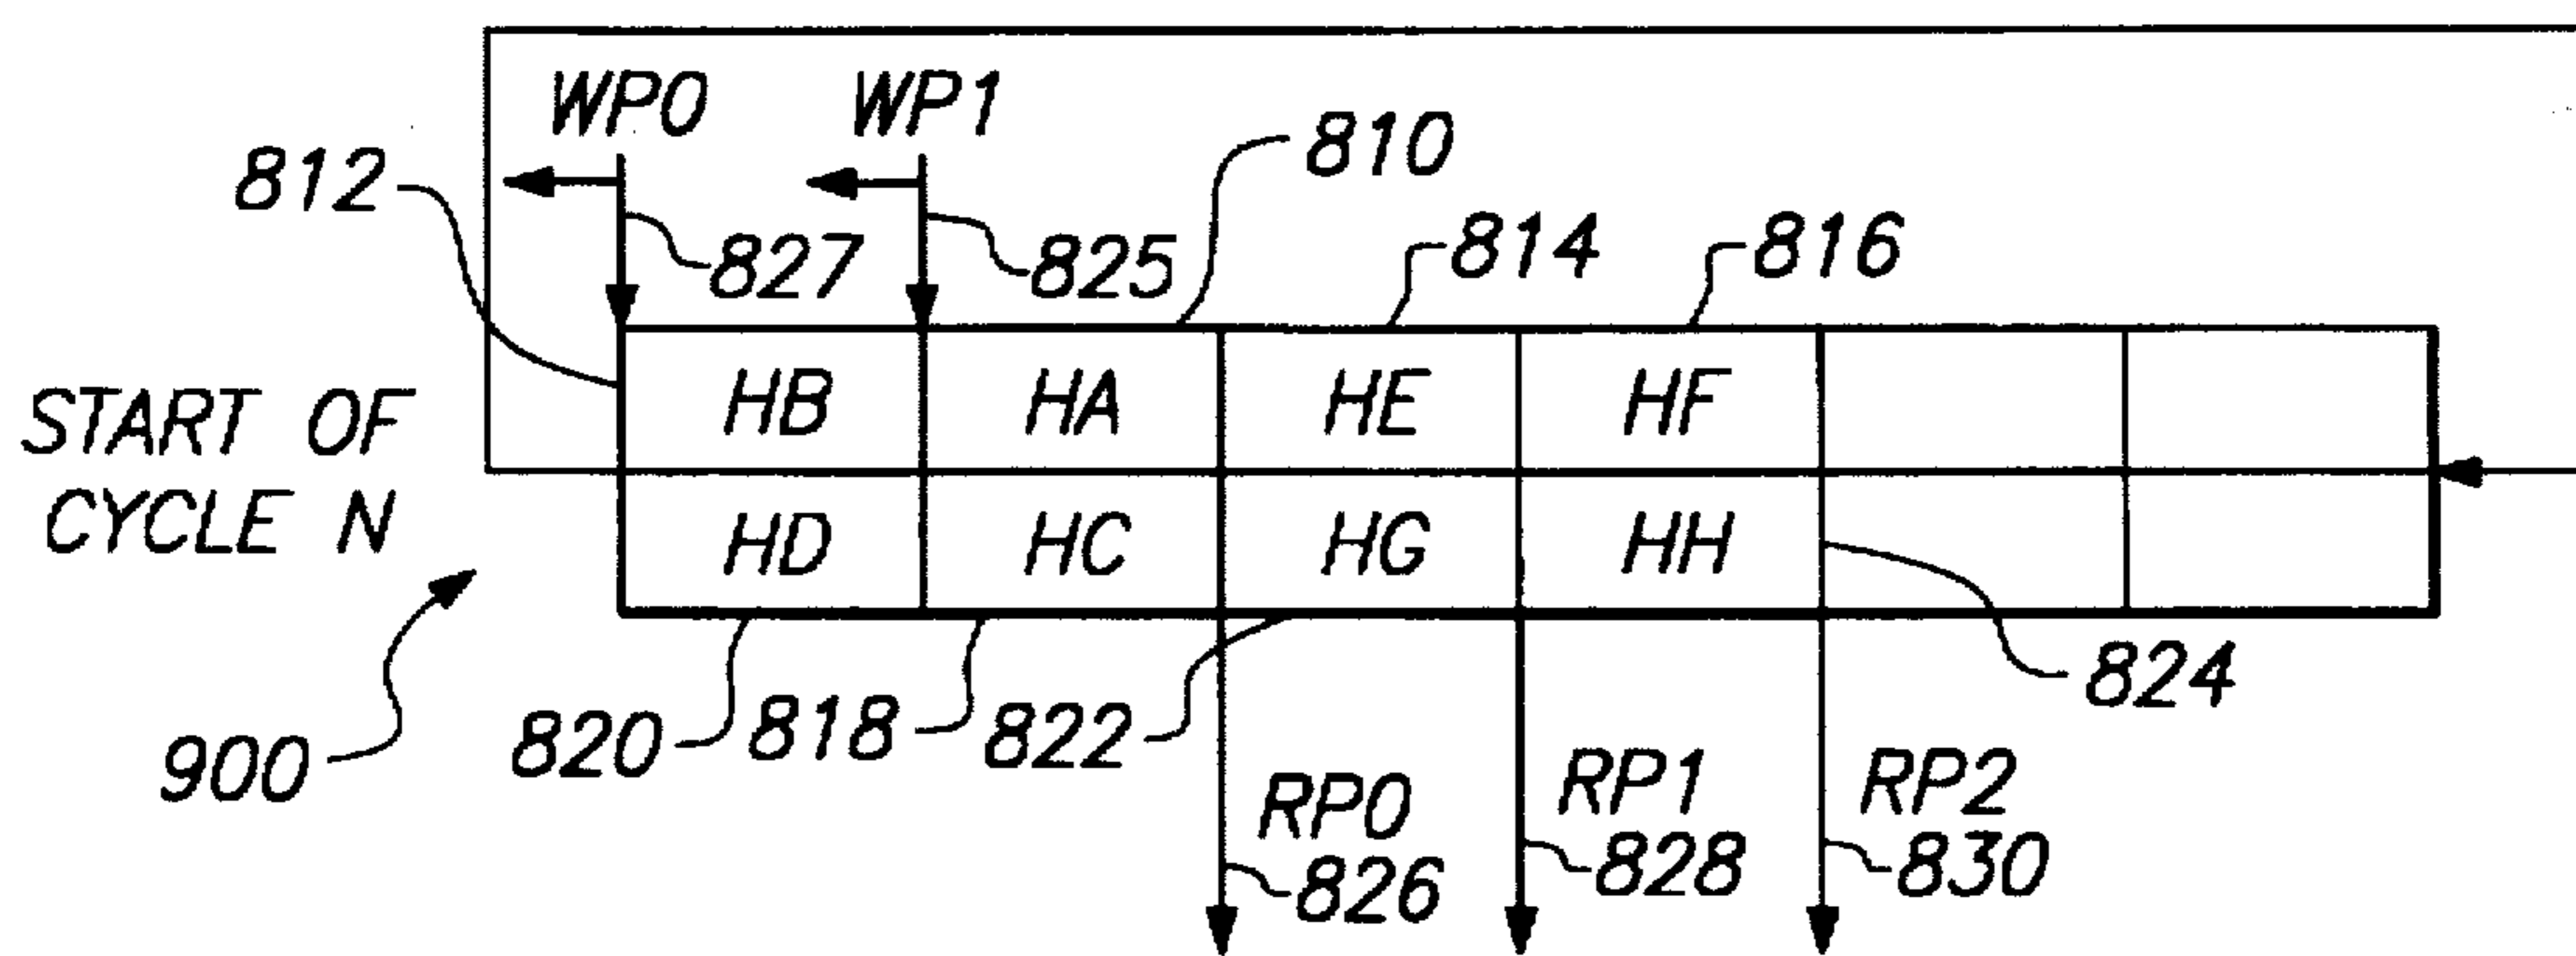 WP0 WP1
812 810
827 825 814 816
START OF
CYCLE N
HB HA HE HF
HD HC HG HH
900 820 818 822 824
RP0 RP1 RP2
826 828 830